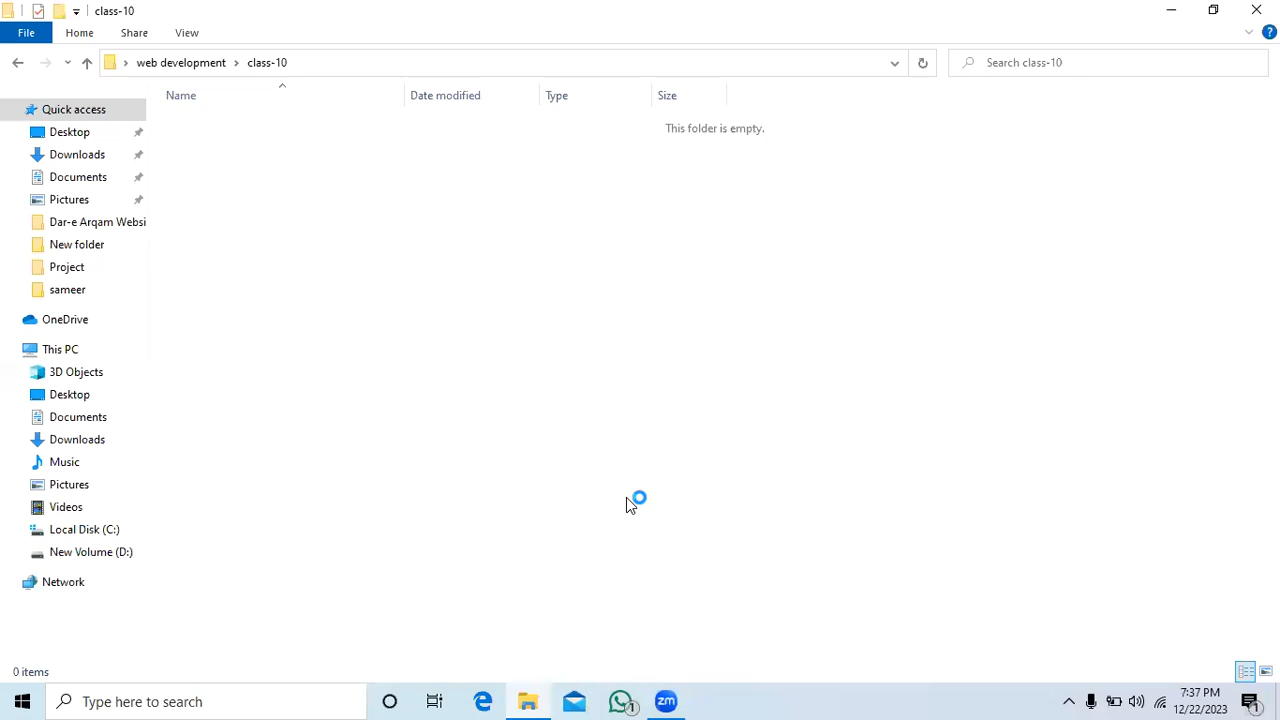 class-10
File Home Share View
web development class-10 Search class-10
Name Date modified Type Size
This folder is empty.
Quick access
Desktop
Downloads
Documents
Pictures
Dar-e Arqam Websi
New folder
Project
sameer
OneDrive
This PC
3D Objects
Desktop
Documents
Downloads
Music
Pictures
Videos
Local Disk (C:)
New Volume (D:)
Network
0 items
Type here to search 1 zm 7:37 PM
12/22/2023 1